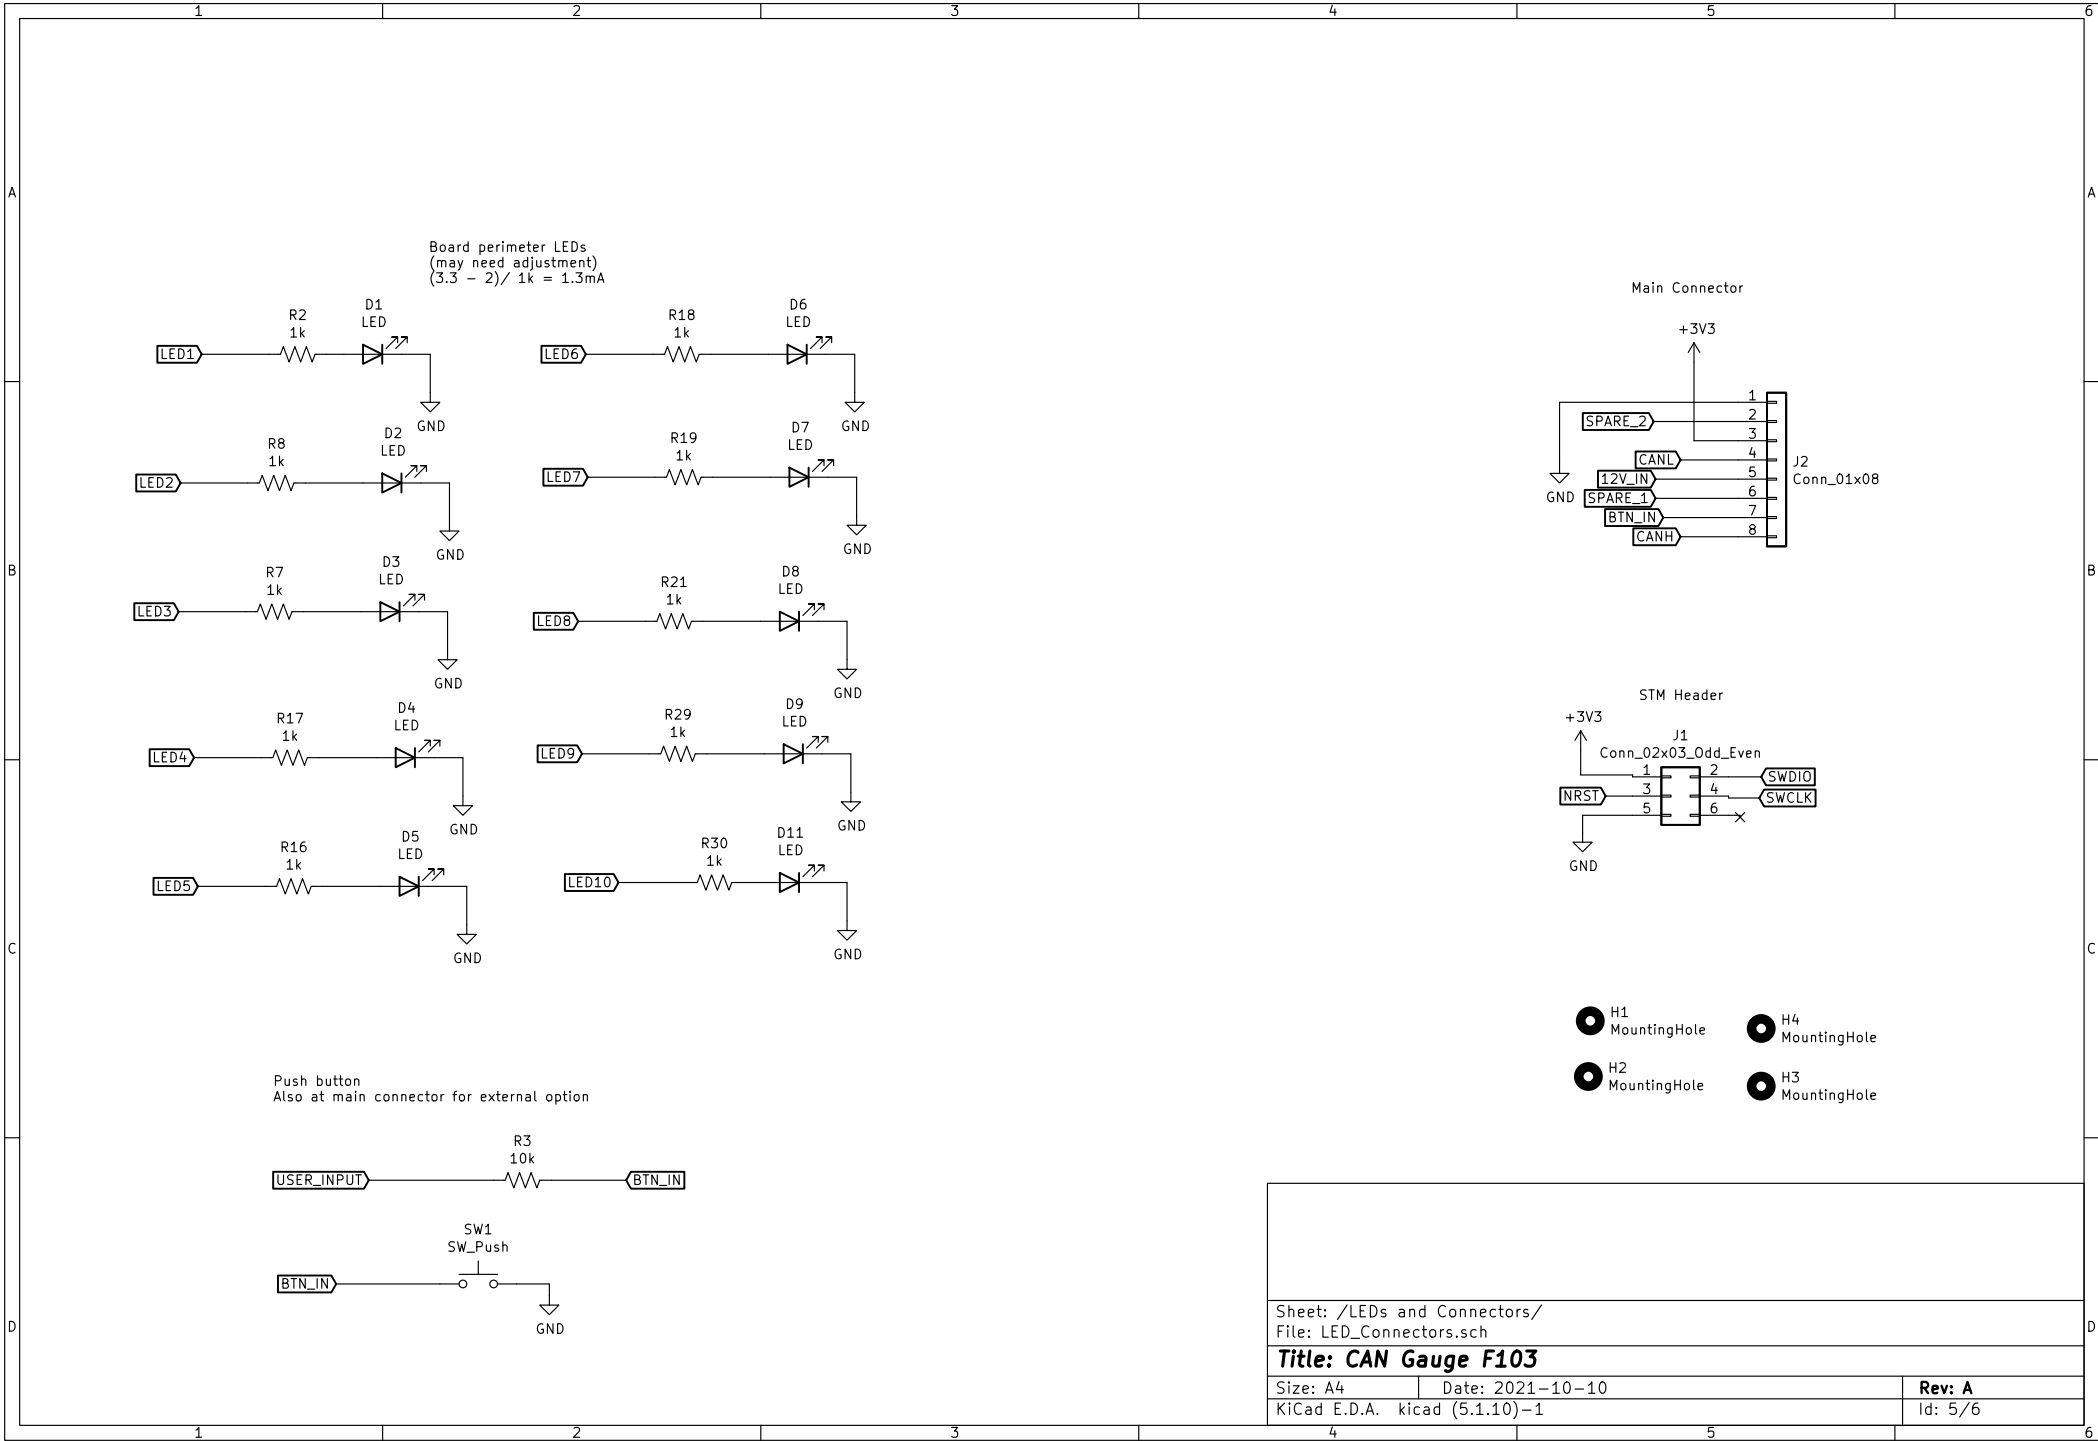 1 2 3 4 5 6
A
A
Board perimeter LEDs
(may need adjustment)
(3.3 - 2)/ 1k = 1.3mA
LED1
R2
1k
D1
LED
GND
LED2
R8
1k
D2
LED
GND
LED3
R7
1k
D3
LED
GND
LED4
R17
1k
D4
LED
GND
LED5
R16
1k
D5
LED
GND
LED6
R18
1k
D6
LED
GND
LED7
R19
1k
D7
LED
GND
LED8
R21
1k
D8
LED
GND
LED9
R29
1k
D9
LED
GND
LED10
R30
1k
D11
LED
GND
Main Connector
+3V3
GND
1
SPARE_2 2
3
CANL 4
12V_IN 5
SPARE_1 6
BTN_IN 7
CANH 8
J2
Conn_01x08
B
B
STM Header
+3V3
J1
Conn_02x03_Odd_Even
1 2 SWDIO
NRST 3 4 SWCLK
5 6
GND
C
C
H1
MountingHole
H4
MountingHole
H2
MountingHole
H3
MountingHole
Push button
Also at main connector for external option
R3
10k
USER_INPUT
BTN_IN
SW1
SW_Push
BTN_IN
GND
D
D
Sheet: /LEDs and Connectors/
File: LED_Connectors.sch
Title: CAN Gauge F103
Size: A4 Date: 2021-10-10 Rev: A
KiCad E.D.A. kicad (5.1.10)-1 Id: 5/6
1 2 3 4 5 6